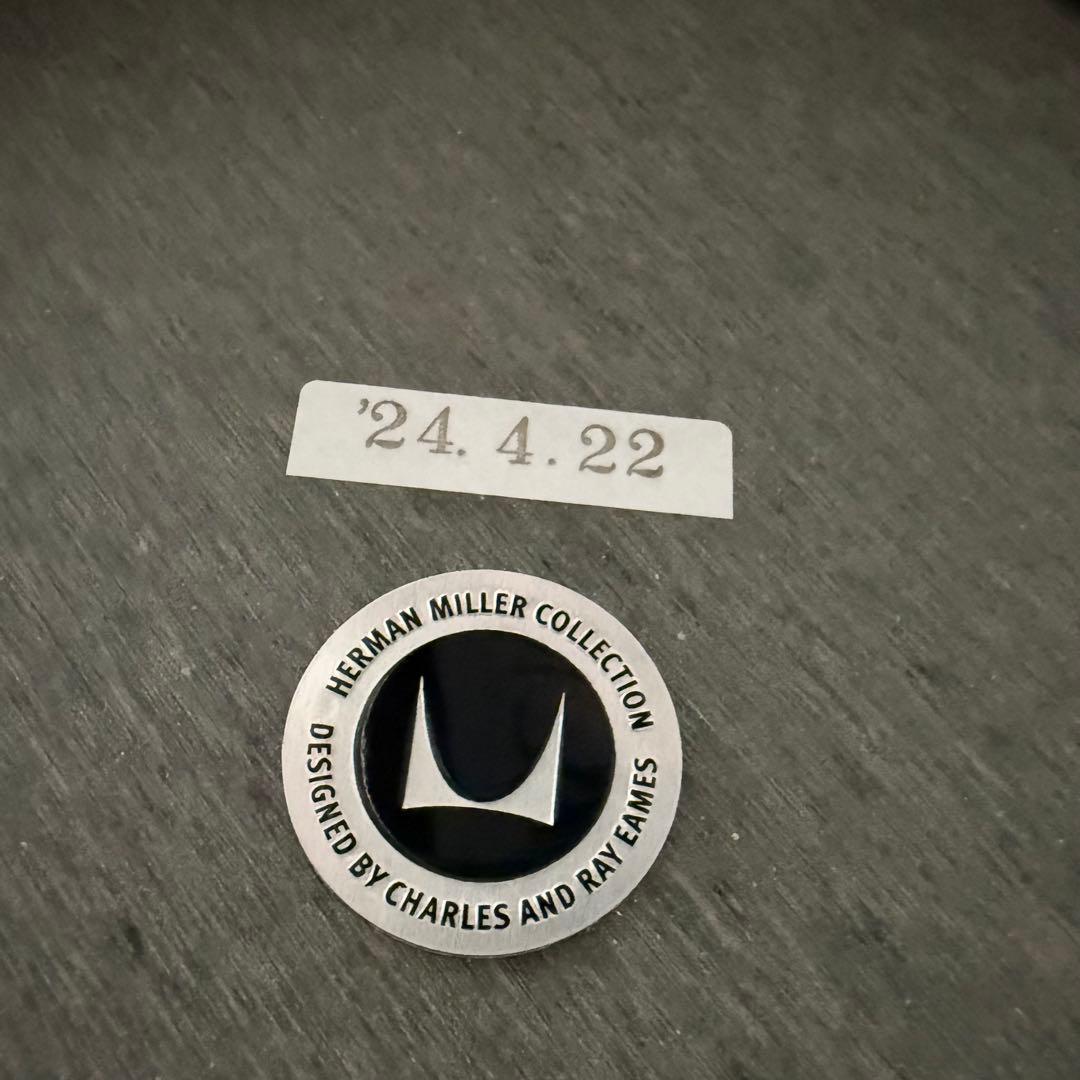 '24. 4. 22
HERMAN MILLER COLLECTION
DESIGNED BY CHARLES AND RAY EAMES